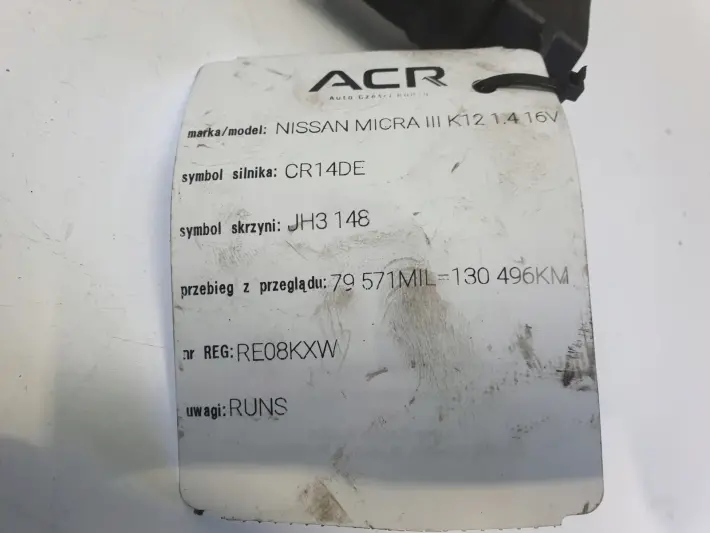 ACR
marka/model: NISSAN MICRA III K12 1.4 16V
symbol silnika: CR14DE
symbol skrzyni: JH3 148
przebieg z przeglądu: 79 571MIL=130 496KM
nr REG: RE08KXW
uwagi: RUNS